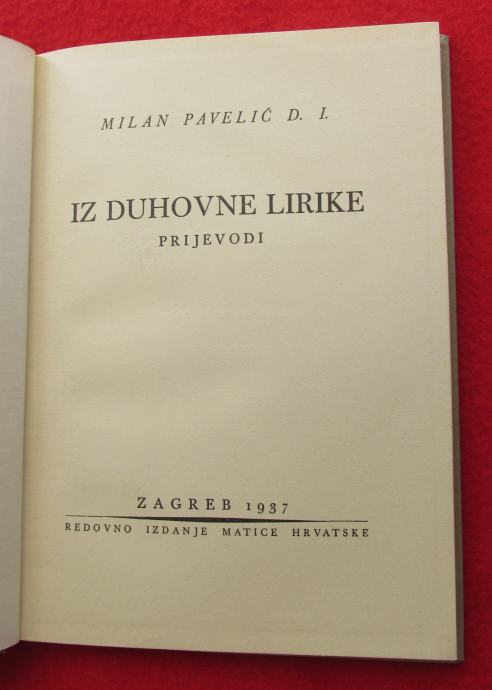 MILAN PAVELIĆ D. I.
IZ DUHOVNE LIRIKE
PRIJEVODI
ZAGREB 1937
REDOVNO IZDANJE MATICE HRVATSKE